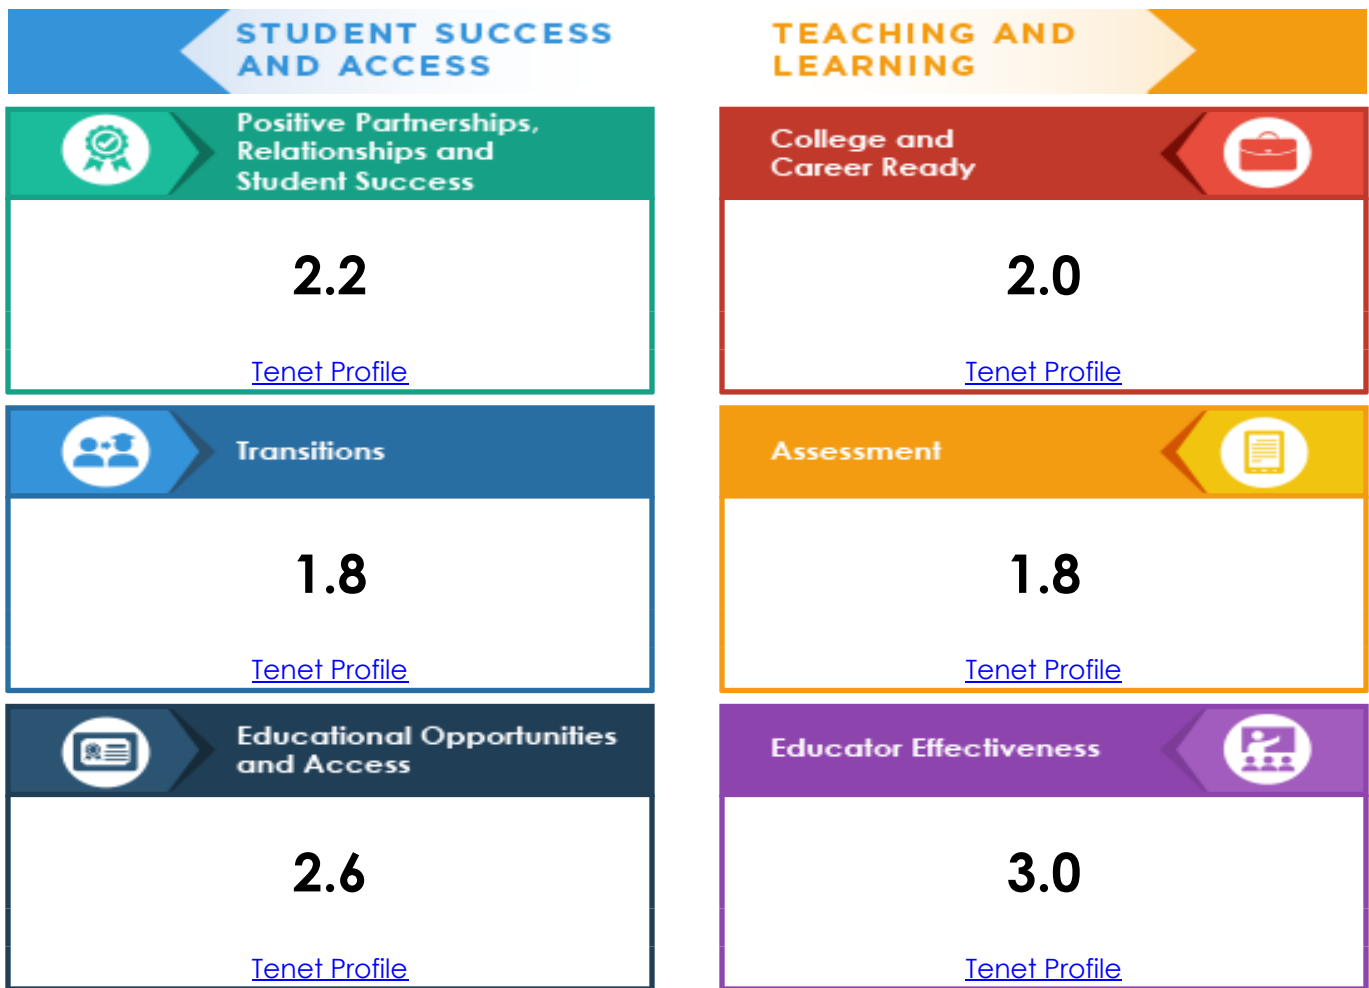 STUDENT SUCCESS
AND ACCESS
TEACHING AND
LEARNING
Positive Partnerships,
Relationships and
Student Success
2.2
Tenet Profile
College and
Career Ready
2.0
Tenet Profile
Transitions
1.8
Tenet Profile
Assessment
1.8
Tenet Profile
Educational Opportunities
and Access
2.6
Tenet Profile
Educator Effectiveness
3.0
Tenet Profile